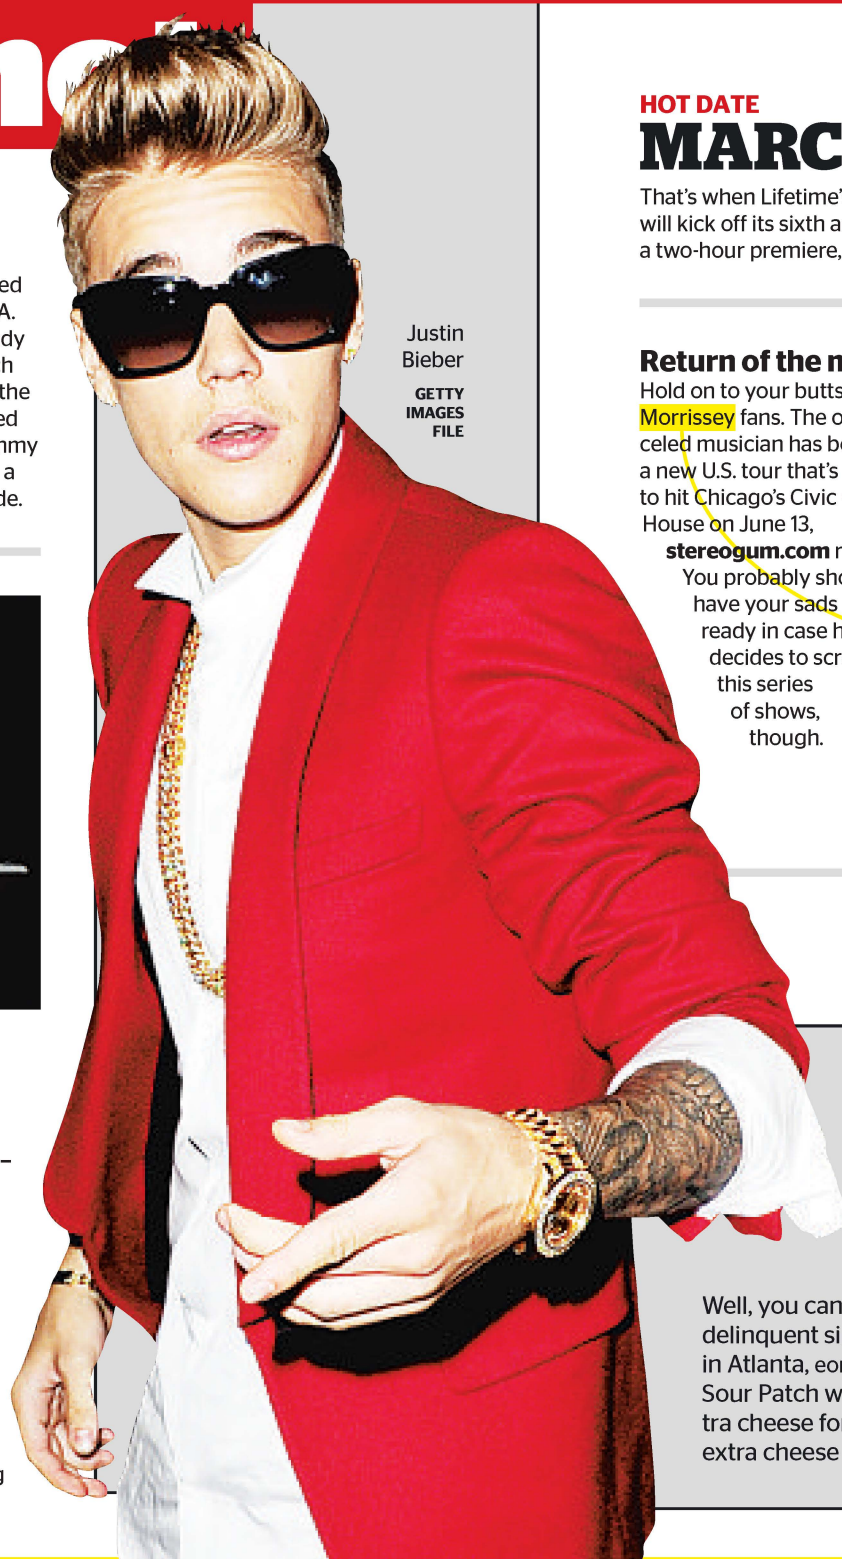 ed
A.
dy
ch
the
ed
mmy
a
de.
Justin
Bieber
GETTY
IMAGES
FILE
HOT DATE
MARC
That's when Lifetime'
will kick off its sixth a
a two-hour premiere,
Return of the m
Hold on to your butts
Morrissey fans. The o
celed musician has be
a new U.S. tour that's
to hit Chicago's Civic
House on June 13,
stereogum.com r
You probably sho
have your sads
ready in case h
decides to scr
this series
of shows,
though.
–
g
Well, you can
delinquent si
in Atlanta, eon
Sour Patch w
tra cheese for
extra cheese